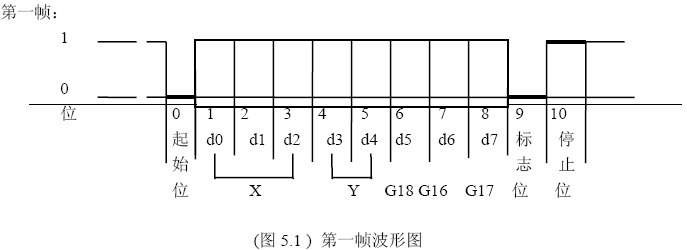 第一帧：
1
0
位 0 1 2 3 4 5 6 7 8 9 10
起始位 d0 d1 d2 d3 d4 d5 d6 d7 标志位 停止位
X Y G18 G16 G17
(图 5.1 ) 第一帧波形图